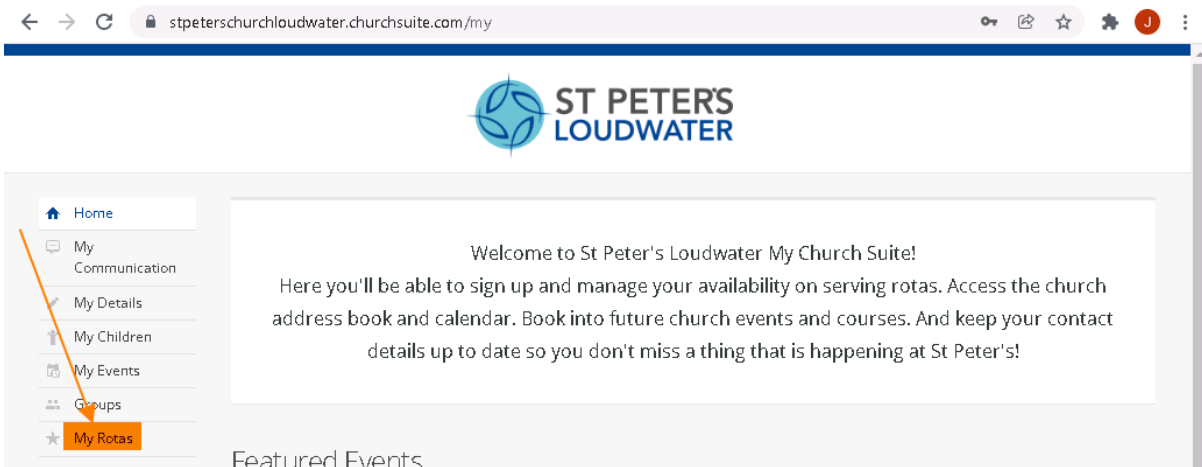 stpeterschurchloudwater.churchsuite.com/my
J
ST PETER'S
LOUDWATER
Home
My
Communication
My Details
My Children
My Events
Groups
My Rotas
Welcome to St Peter's Loudwater My Church Suite!
Here you'll be able to sign up and manage your availability on serving rotas. Access the church
address book and calendar. Book into future church events and courses. And keep your contact
details up to date so you don't miss a thing that is happening at St Peter's!
Featured Events